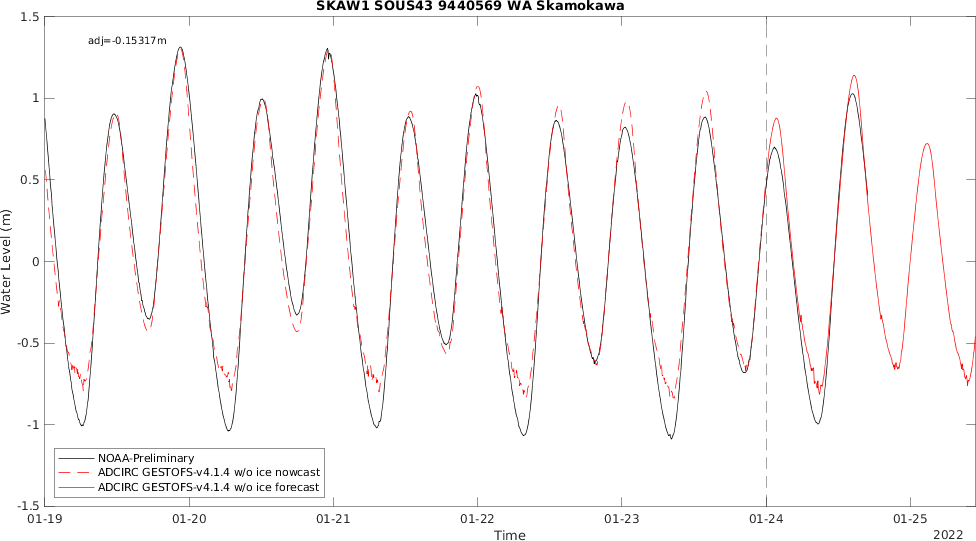 SKAW1 SOUS43 9440569 WA Skamokawa
1.5
adj=-0.15317m
1
0.5
0
-0.5
-1
-1.5
Water Level (m)
NOAA-Preliminary
ADCIRC GESTOFS-v4.1.4 w/o ice nowcast
ADCIRC GESTOFS-v4.1.4 w/o ice forecast
01-19 01-20 01-21 01-22 01-23 01-24 01-25
Time
2022